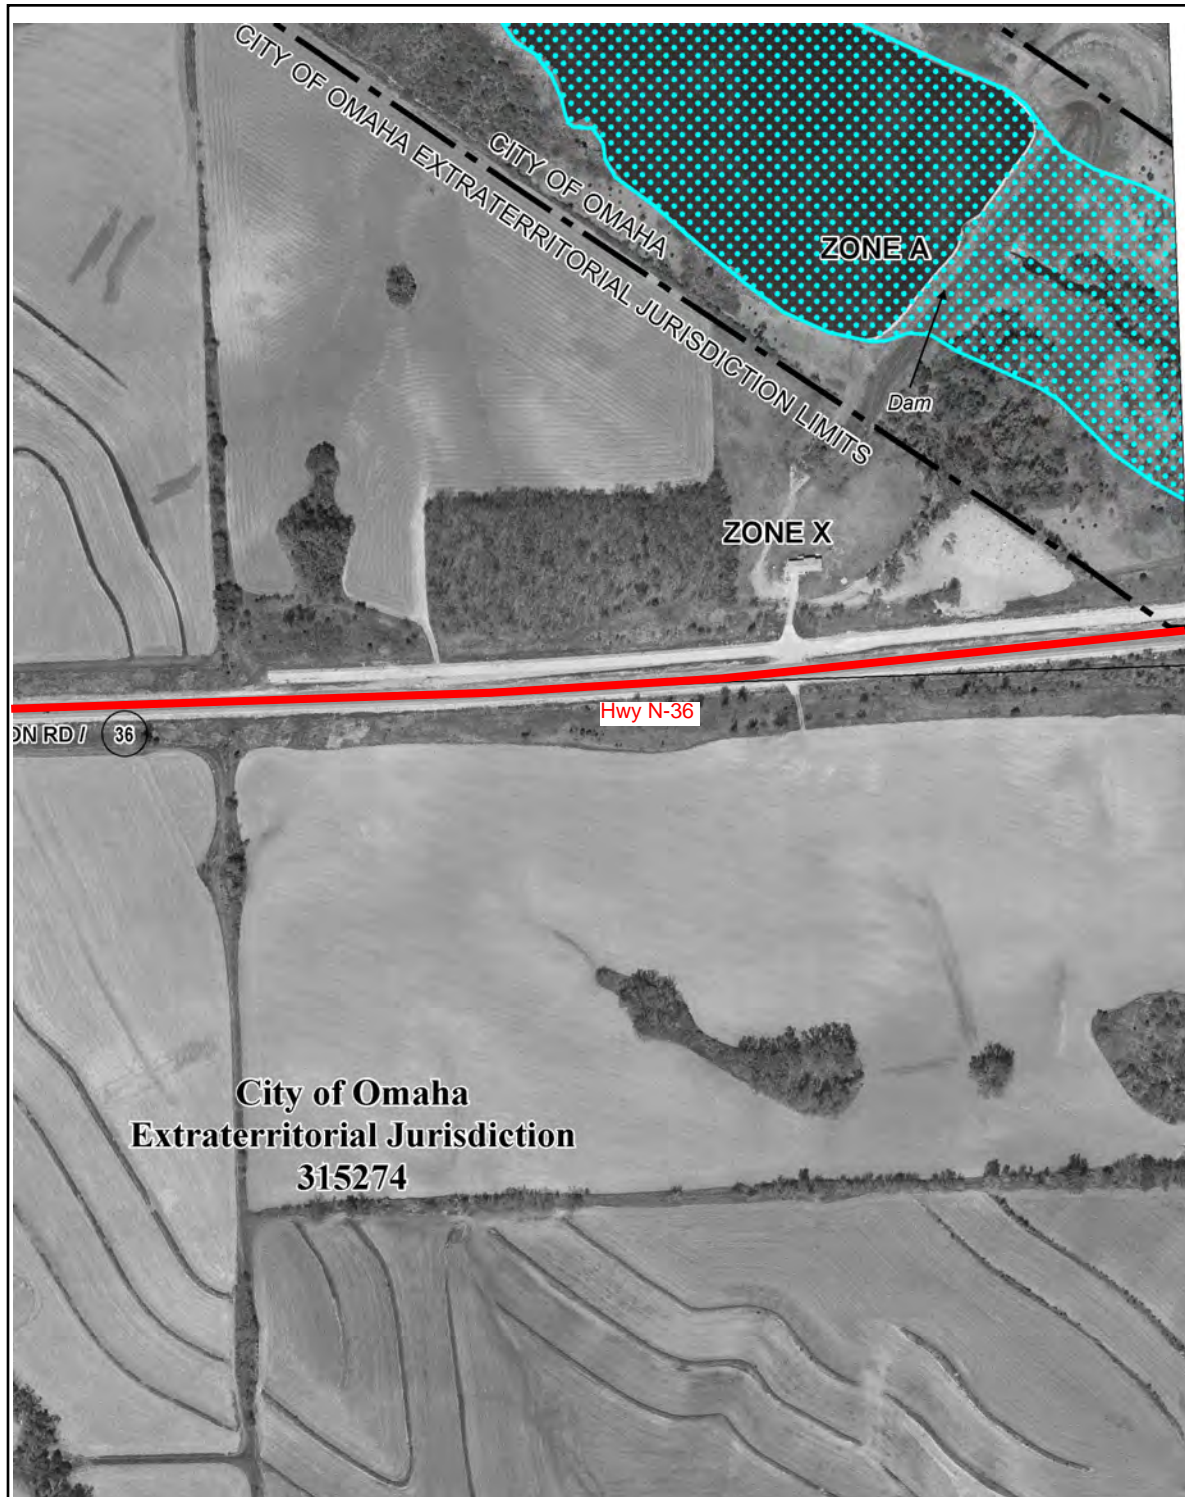 CITY OF OMAHA
CITY OF OMAHA EXTRATERRITORIAL JURISDICTION LIMITS
ZONE A
Dam
ZONE X
Hwy N-36
ON RD / 36
City of Omaha
Extraterritorial Jurisdiction
315274